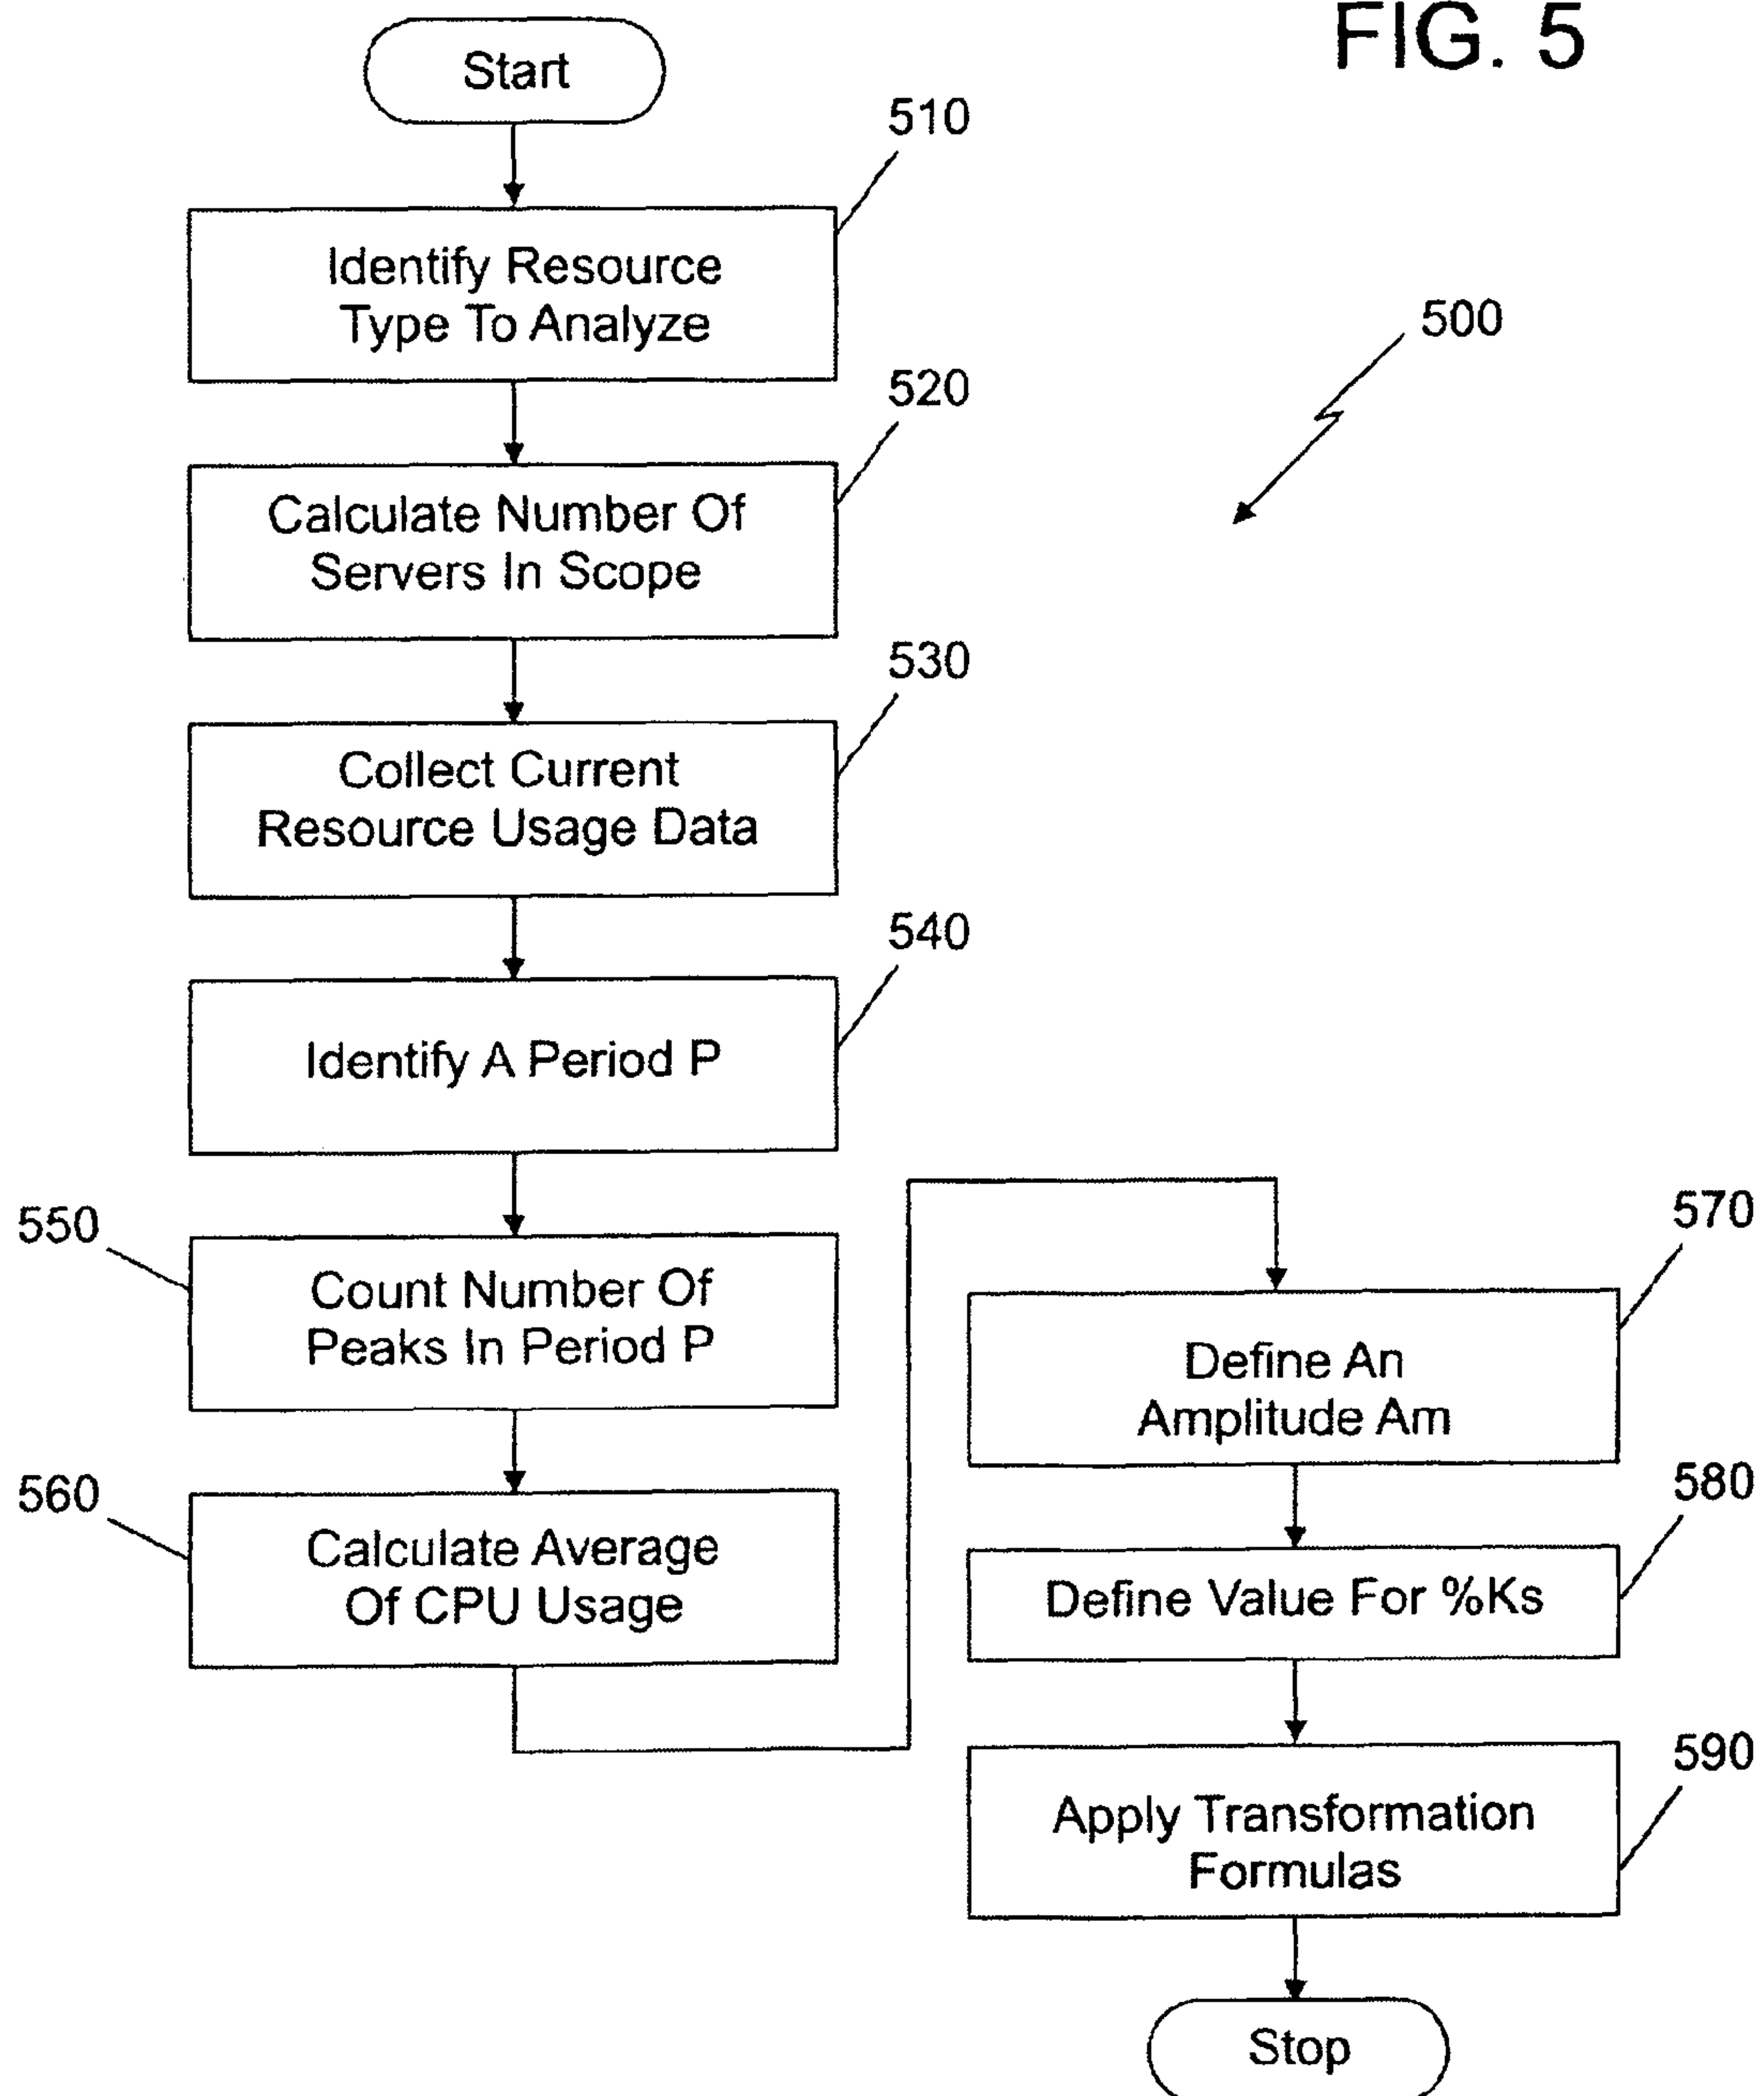 FIG. 5
Start
510
Identify Resource
Type To Analyze
500
520
Calculate Number Of
Servers In Scope
530
Collect Current
Resource Usage Data
540
Identify A Period P
550
Count Number Of
Peaks In Period P
560
Calculate Average
Of CPU Usage
570
Define An
Amplitude Am
580
Define Value For %Ks
590
Apply Transformation
Formulas
Stop